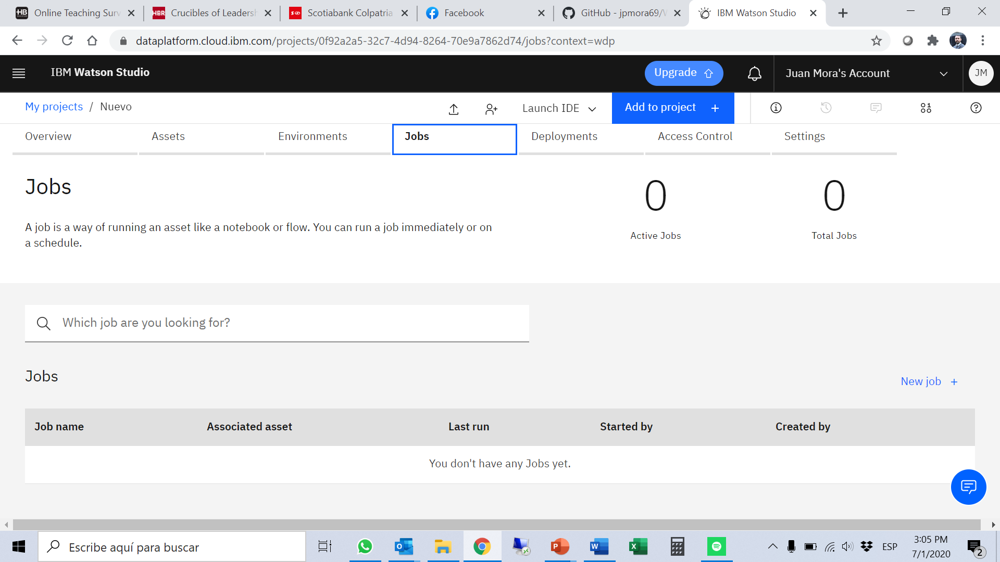 Online Teaching Surv
Crucibles of Leadersh
Scotiabank Colpatria
Facebook
GitHub - jpmora69/W
IBM Watson Studio
dataplatform.cloud.ibm.com/projects/0f92a2a5-32c7-4d94-8264-70e9a7862d74/jobs?context=wdp
IBM Watson Studio
Upgrade
Juan Mora's Account
JM
My projects / Nuevo
Launch IDE
Add to project +
Overview
Assets
Environments
Jobs
Deployments
Access Control
Settings
Jobs
A job is a way of running an asset like a notebook or flow. You can run a job immediately or on
a schedule.
0
Active Jobs
0
Total Jobs
Which job are you looking for?
Jobs
New job +
Job name
Associated asset
Last run
Started by
Created by
You don't have any Jobs yet.
Escribe aquí para buscar
ESP
3:05 PM
7/1/2020
2